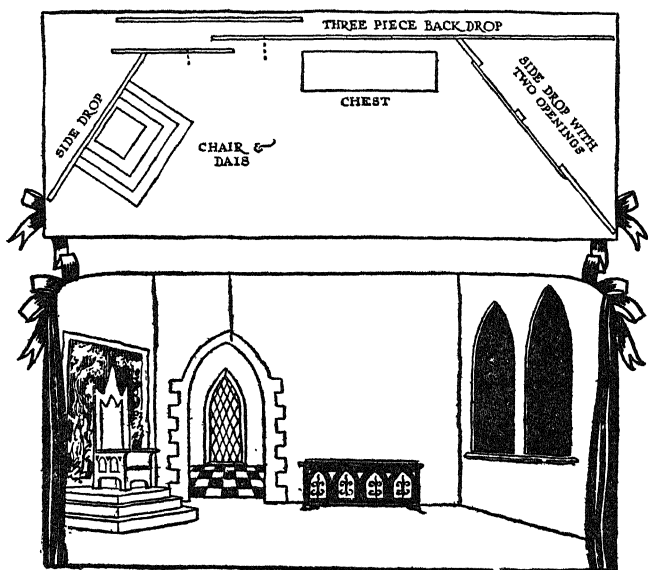 THREE PIECE BACK DROP
SIDE DROP
CHEST
CHAIR &
DAIS
SIDE DROP WITH
TWO OPENINGS